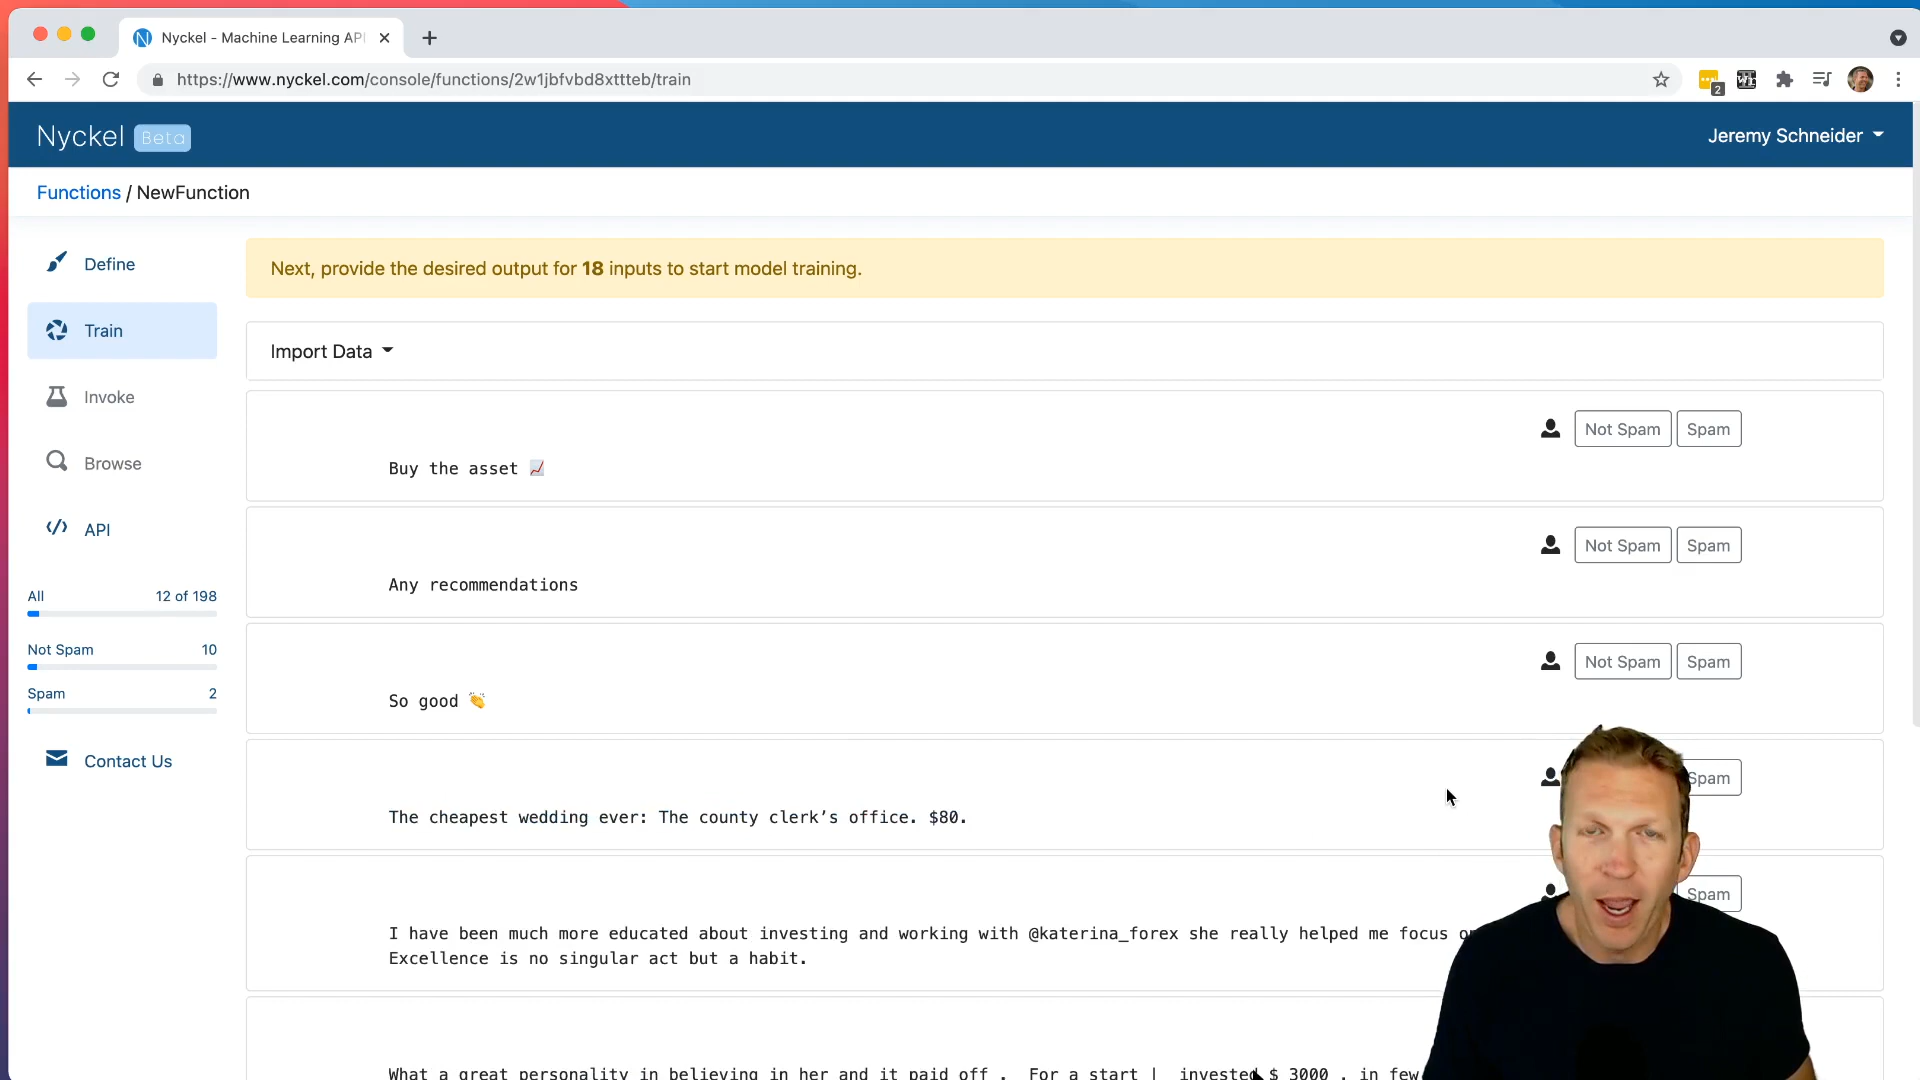 Nyckel - Machine Learning API
https://www.nyckel.com/console/functions/2w1jbfvbd8xttteb/train
2
Nyckel Beta
Jeremy Schneider
Functions / NewFunction
Define
Train
Invoke
Browse
API
All 12 of 198
Not Spam 10
Spam 2
Contact Us
Next, provide the desired output for 18 inputs to start model training.
Import Data
Not Spam Spam
Buy the asset 📈
Not Spam Spam
Any recommendations
Not Spam Spam
So good 👏
Spam
The cheapest wedding ever: The county clerk’s office. $80.
Spam
I have been much more educated about investing and working with @katerina_forex she really helped me focus
Excellence is no singular act but a habit.
What a great personality in believing in her and it paid off . For a start | invested $ 3000 . in few